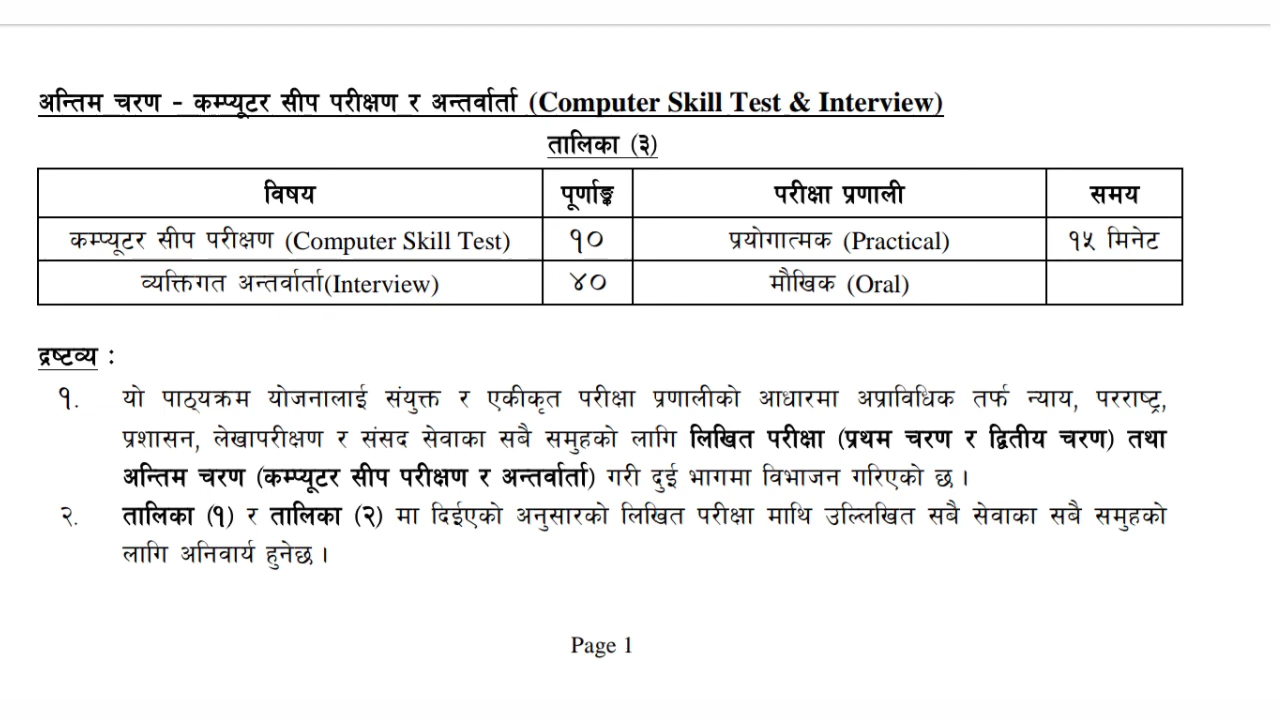 अन्तिम चरण - कम्प्यूटर सीप परीक्षण र अन्तर्वार्ता (Computer Skill Test & Interview)
तालिका (३)
विषय पूर्णाङ्क परीक्षा प्रणाली समय
कम्प्यूटर सीप परीक्षण (Computer Skill Test) १० प्रयोगात्मक (Practical) १५ मिनेट
व्यक्तिगत अन्तर्वार्ता(Interview) ४० मौखिक (Oral)
द्रष्टव्य :
१. यो पाठ्यक्रम योजनालाई संयुक्त र एकीकृत परीक्षा प्रणालीको आधारमा अप्राविधिक तर्फ न्याय, परराष्ट्र,
प्रशासन, लेखापरीक्षण र संसद सेवाका सबै समुहको लागि लिखित परीक्षा (प्रथम चरण र द्वितीय चरण) तथा
अन्तिम चरण (कम्प्यूटर सीप परीक्षण र अन्तर्वार्ता) गरी दुई भागमा विभाजन गरिएको छ ।
२. तालिका (१) र तालिका (२) मा दिईएको अनुसारको लिखित परीक्षा माथि उल्लिखित सबै सेवाका सबै समुहको
लागि अनिवार्य हुनेछ ।
Page 1